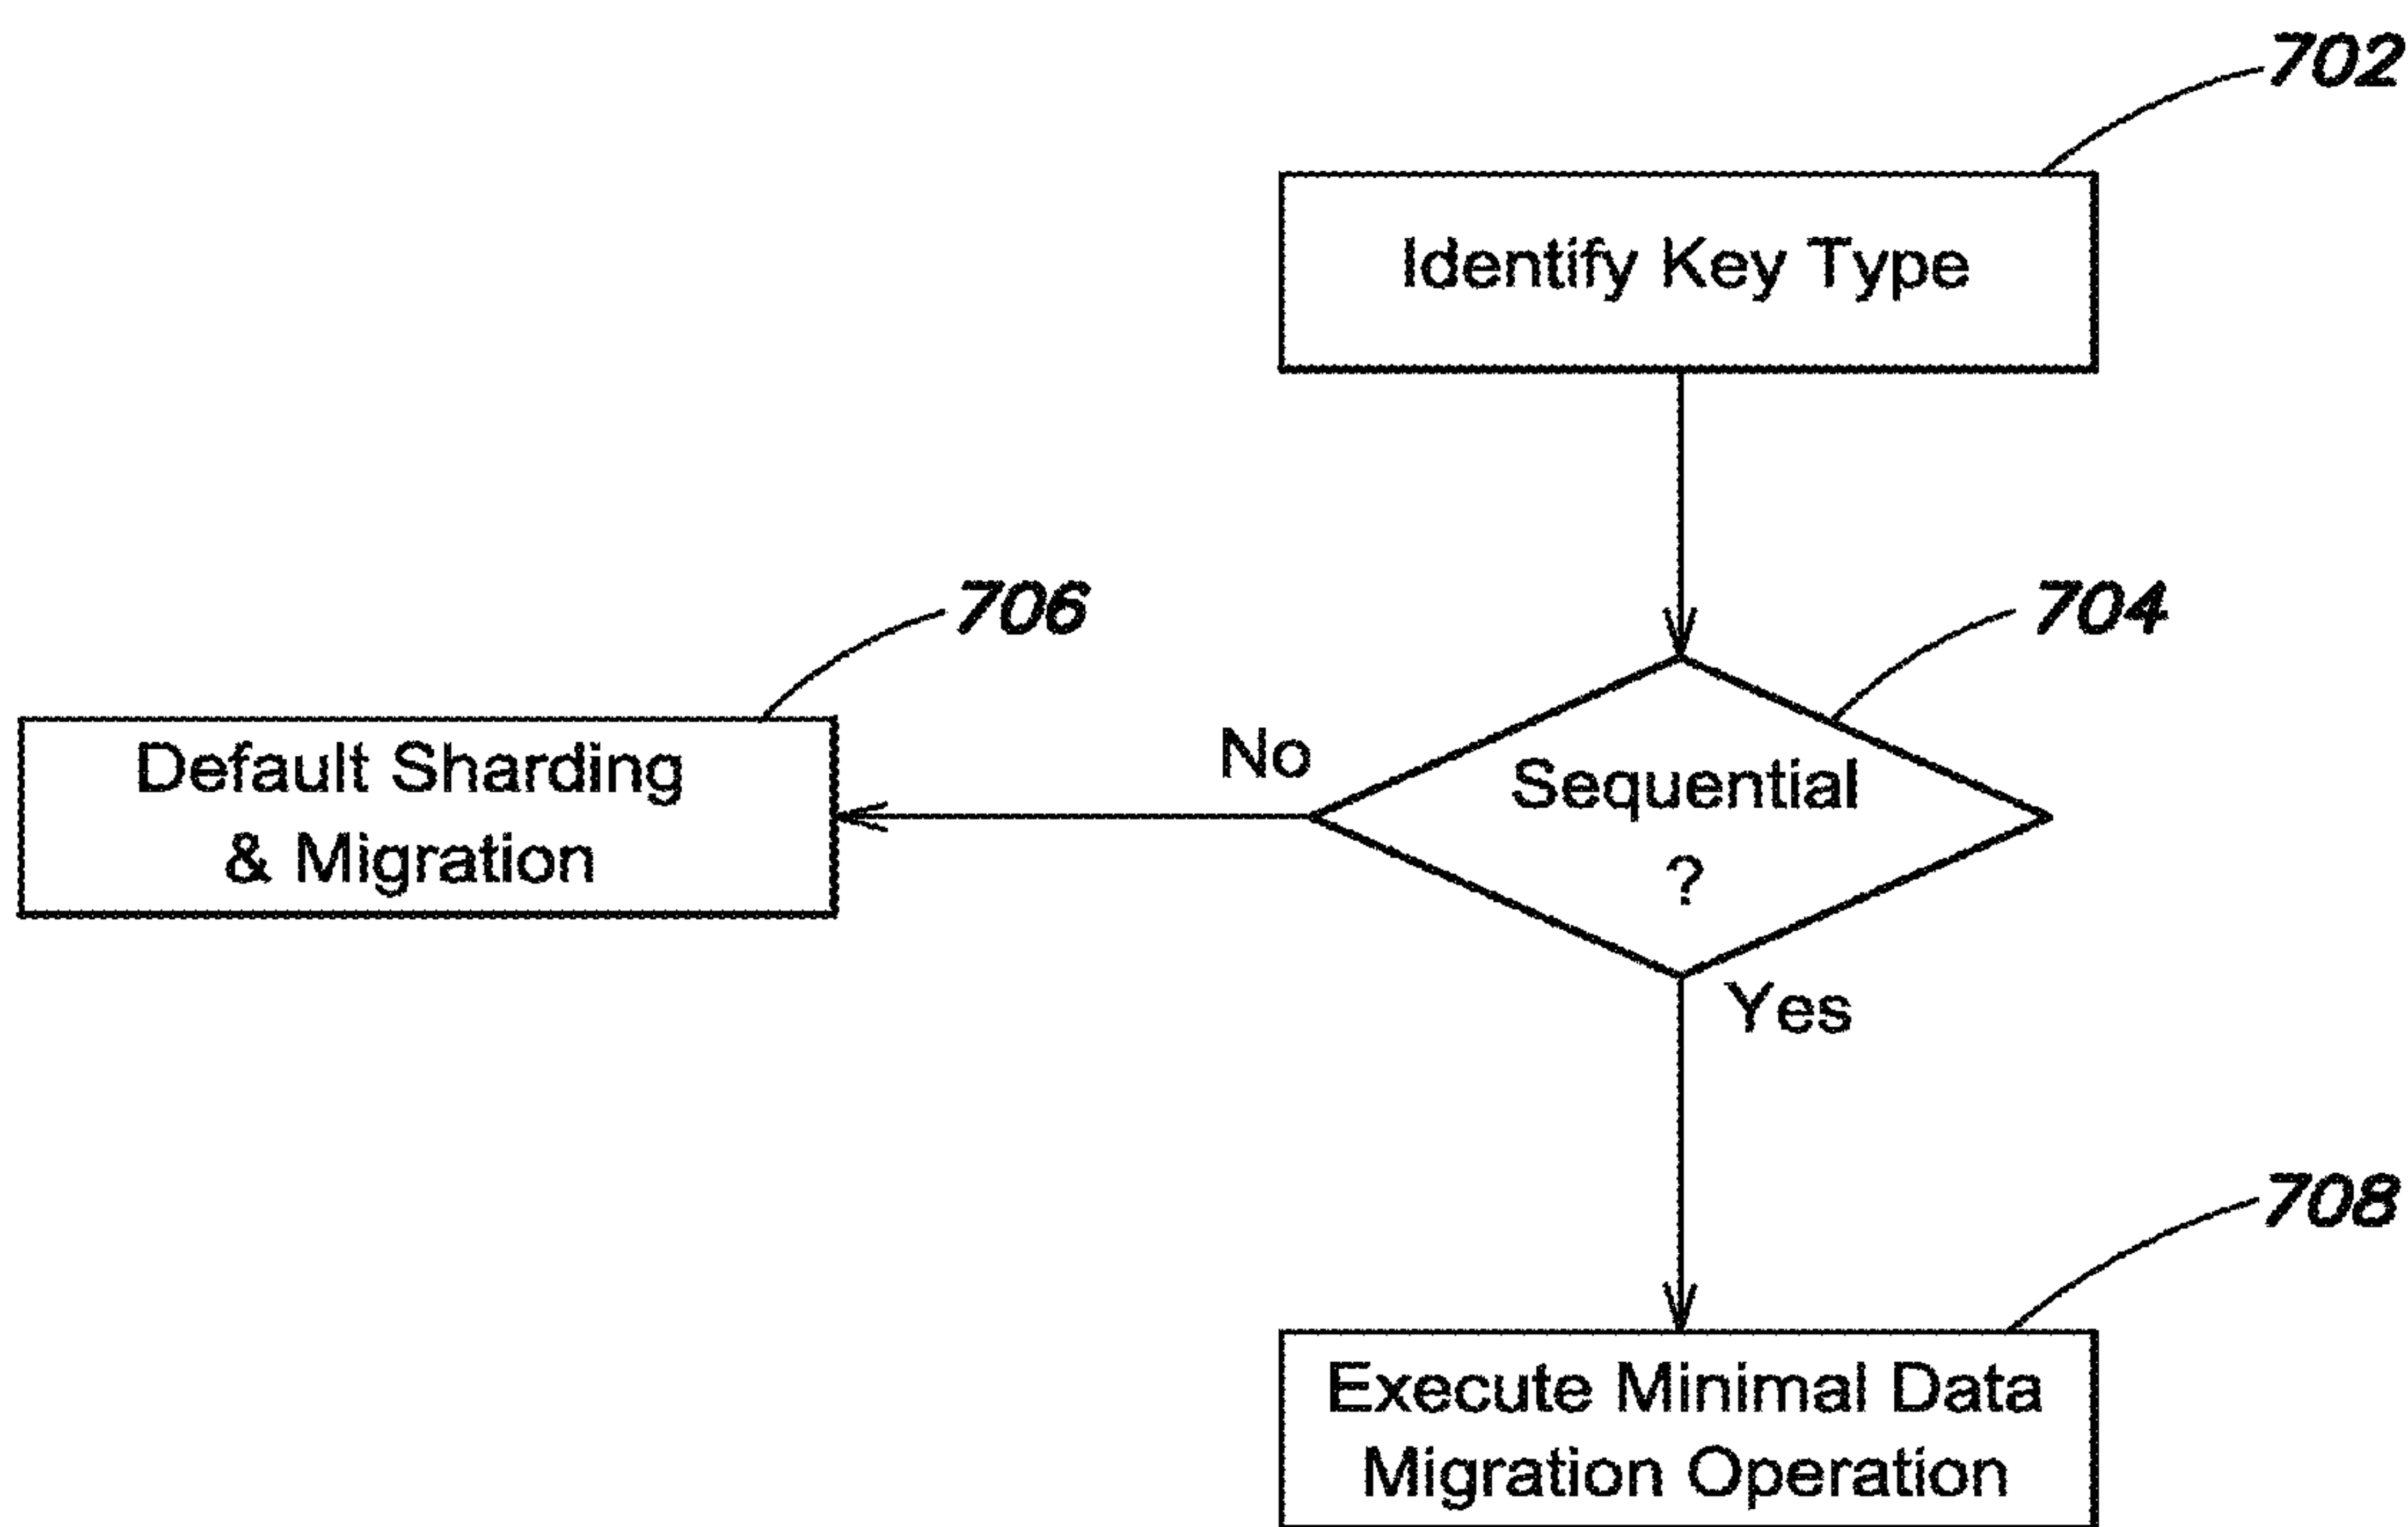 702
Identify Key Type
704
706
No
Sequential
?
Default Sharding
& Migration
Yes
708
Execute Minimal Data
Migration Operation